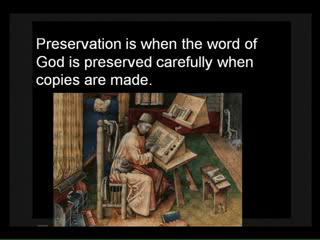 Preservation is when the word of
God is preserved carefully when
copies are made.